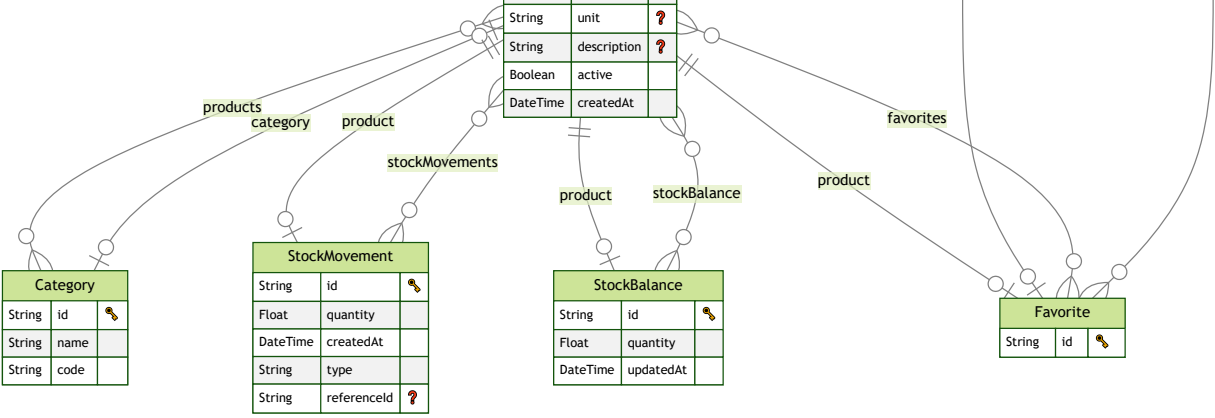 String unit
String description
Boolean active
DateTime createdAt
products
category
product
stockMovements
product
stockBalance
product
favorites
Category
String id
String name
String code
StockMovement
String id
Float quantity
DateTime createdAt
String type
String referenceId
StockBalance
String id
Float quantity
DateTime updatedAt
Favorite
String id